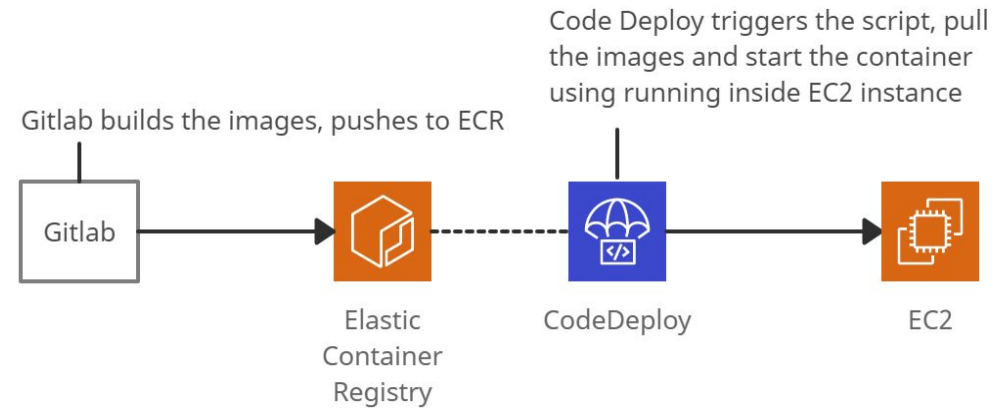 Code Deploy triggers the script, pull
the images and start the container
using running inside EC2 instance
Gitlab builds the images, pushes to ECR
Gitlab
</>
Elastic
Container
Registry
CodeDeploy
EC2